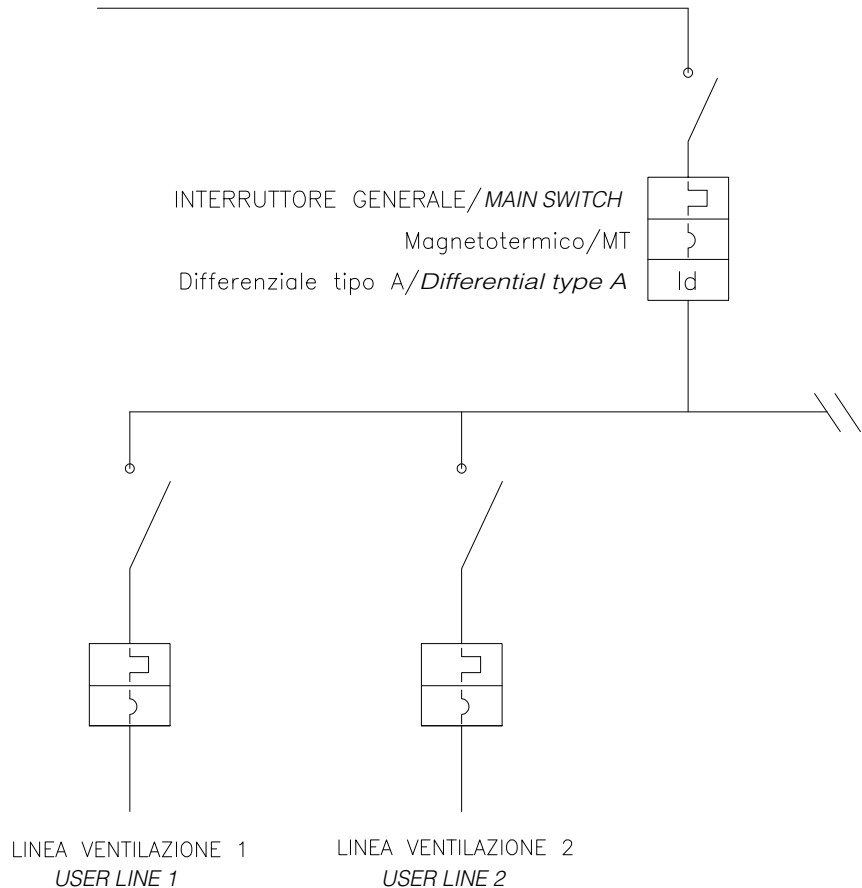 INTERRUTTORE GENERALE/MAIN SWITCH
Magnetotermico/MT
Differenziale tipo A/Differential type A
Id
LINEA VENTILAZIONE 1
USER LINE 1
LINEA VENTILAZIONE 2
USER LINE 2